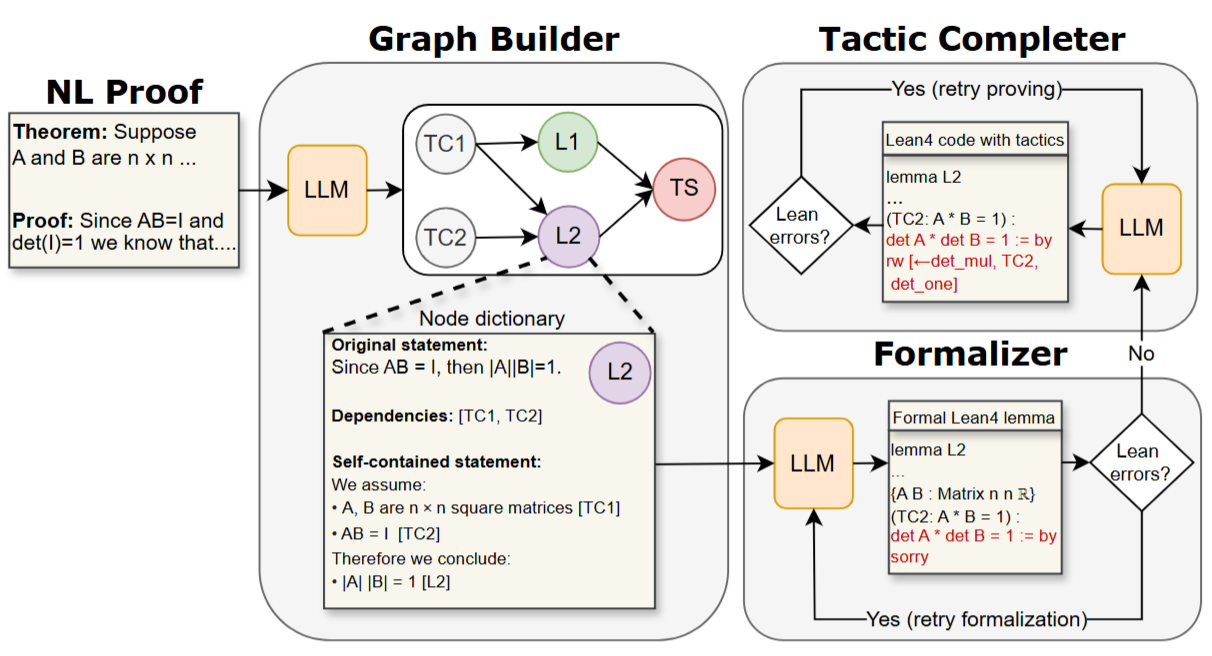 NL Proof
Theorem: Suppose
A and B are n x n ...
Proof: Since AB=I and
det(I)=1 we know that....
Graph Builder
LLM
TC1
L1
TS
TC2
L2
Node dictionary
Original statement:
Since AB = I, then |A||B|=1.
L2
Dependencies: [TC1, TC2]
Self-contained statement:
We assume:
• A, B are n × n square matrices [TC1]
• AB = I [TC2]
Therefore we conclude:
• |A| |B| = 1 [L2]
Tactic Completer
Yes (retry proving)
Lean4 code with tactics
lemma L2
...
(TC2: A * B = 1) :
det A * det B = 1 := by
rw [←det_mul, TC2,
det_one]
Lean
errors?
LLM
No
Formalizer
LLM
Formal Lean4 lemma
lemma L2
...
{A B : Matrix n n ℝ}
(TC2: A * B = 1) :
det A * det B = 1 := by
sorry
Lean
errors?
Yes (retry formalization)